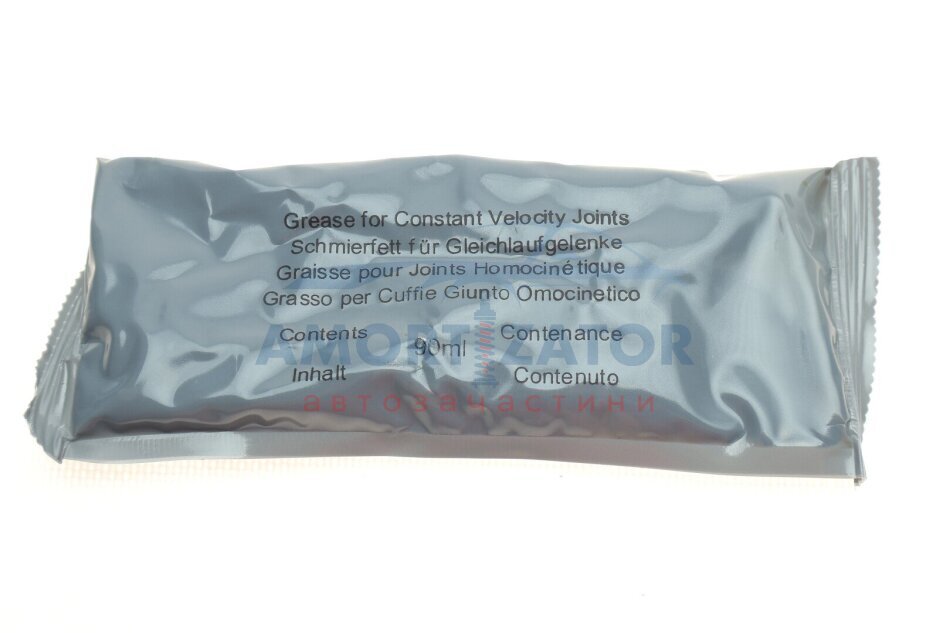 Grease for Constant Velocity Joints
Schmierfett für Gleichlaufgelenke
Graisse pour Joints Homocinétique
Grasso per Cuffie Giunto Omocinetico
Contents 90ml Contenance
Inhalt Contenuto
AMORTIZATOR
автозачастини